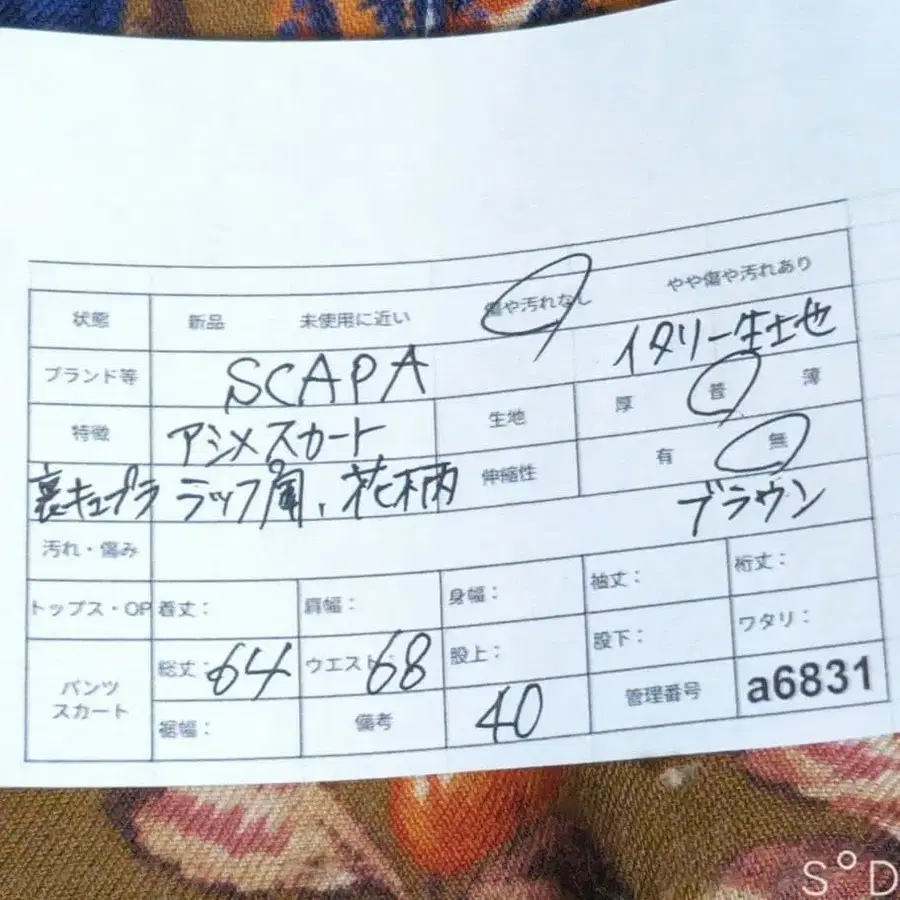 状態 新品 未使用に近い 傷や汚れなし やや傷や汚れあり
ブランド等 SCAPA イタリー生地
特徴 アシメスカート 生地 厚 普 薄
裏キュプラ ラップ風、花柄 伸縮性 有 無
ブラウン
汚れ・傷み
トップス・OP 着丈: 肩幅: 身幅: 袖丈: 裄丈:
パンツ スカート 総丈:64 ウエスト:68 股上: 股下: ワタリ:
裾幅: 備考 40 管理番号 a6831
S°D